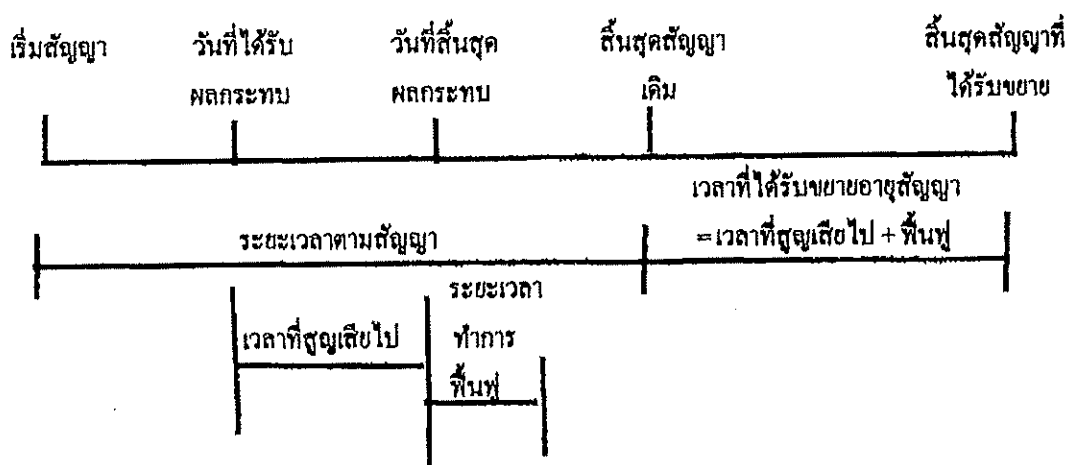 เริ่มสัญญา
วันที่ได้รับ
ผลกระทบ
วันที่สิ้นสุด
ผลกระทบ
สิ้นสุดสัญญา
เดิม
สิ้นสุดสัญญาที่
ได้รับขยาย
เวลาที่ได้รับขยายอายุสัญญา
=เวลาที่สูญเสียไป + ฟื้นฟู
ระยะเวลาตามสัญญา
เวลาที่สูญเสียไป
ระยะเวลา
ทำการ
ฟื้นฟู